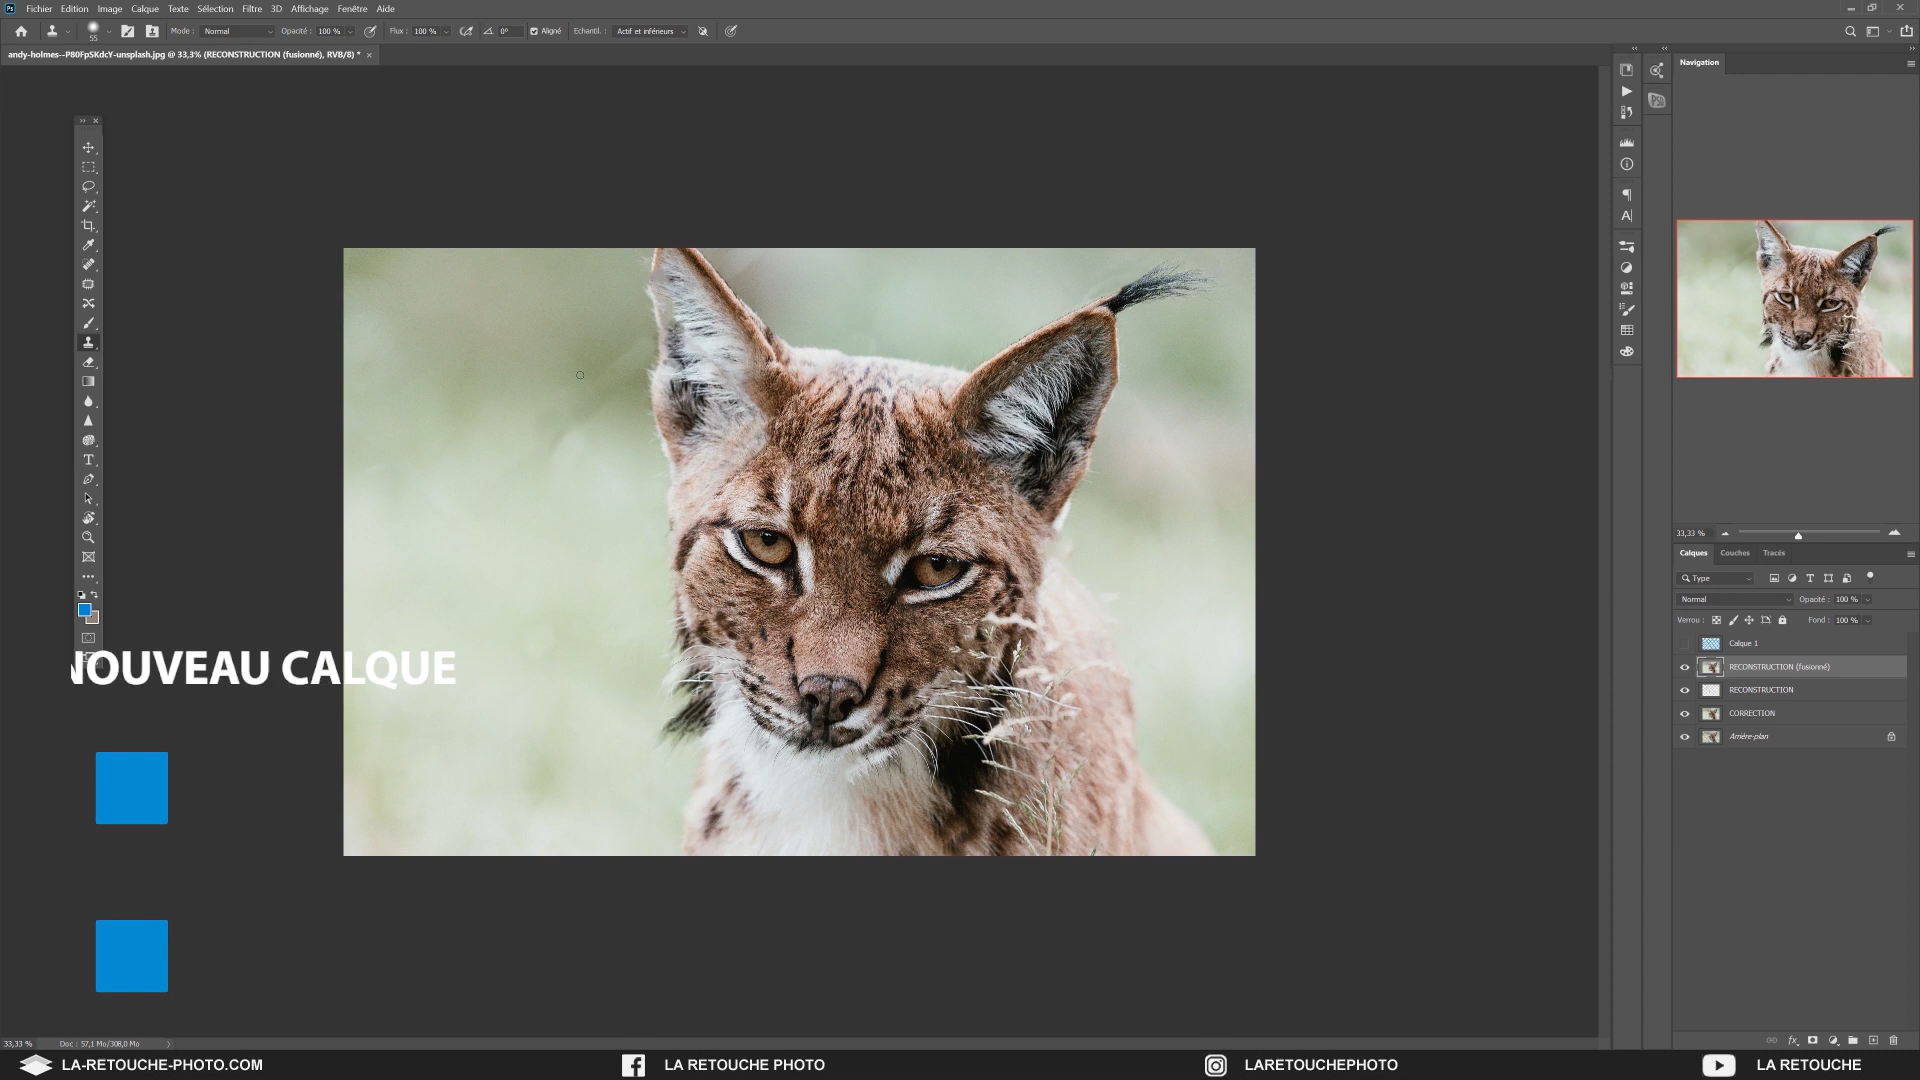 Fichier Edition Image Calque Texte Sélection Filtre 3D Affichage Fenêtre Aide
55 Mode : Normal Opacité : 100 % Flux : 100 % 0° Aligné Echantil. : Actif et inférieurs
andy-holmes--P80FpSKdcY-unsplash.jpg @ 33,3% (RECONSTRUCTION (fusionné), RVB/8) *
Navigation
33,33 %
Calques Couches Tracés
Type
Normal Opacité : 100 %
Verrou : Fond : 100 %
Calque 1
RECONSTRUCTION (fusionné)
RECONSTRUCTION
CORRECTION
Arrière-plan
NOUVEAU CALQUE
33,33 % Doc : 57,1 Mo/308,0 Mo
LA-RETOUCHE-PHOTO.COM LA RETOUCHE PHOTO LARETOUCHEPHOTO LA RETOUCHE